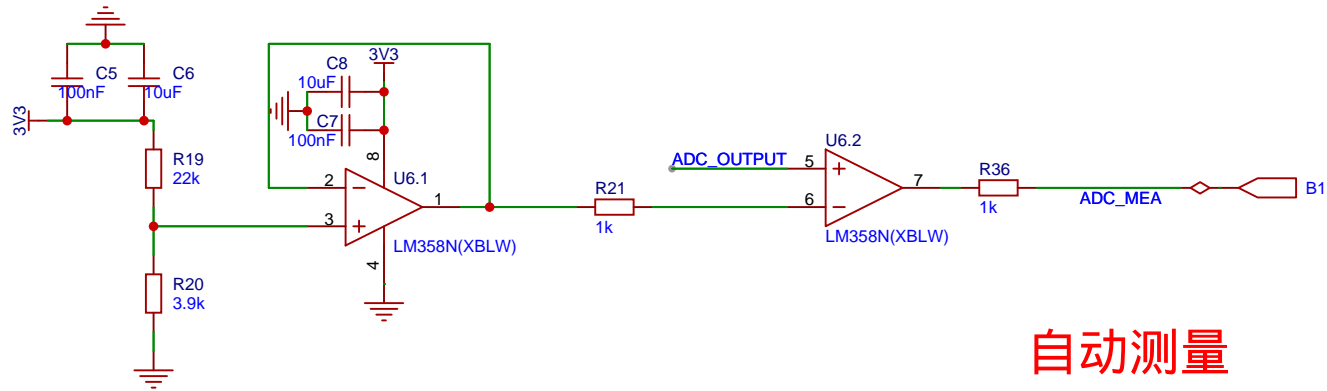 C5
100nF
C6
10uF
3V3
R19
22k
R20
3.9k
C8
10uF
3V3
C7
100nF
8
2
3
1
4
U6.1
LM358N(XBLW)
R21
1k
ADC_OUTPUT
U6.2
5
6
7
LM358N(XBLW)
R36
1k
ADC_MEA
B1
自动测量